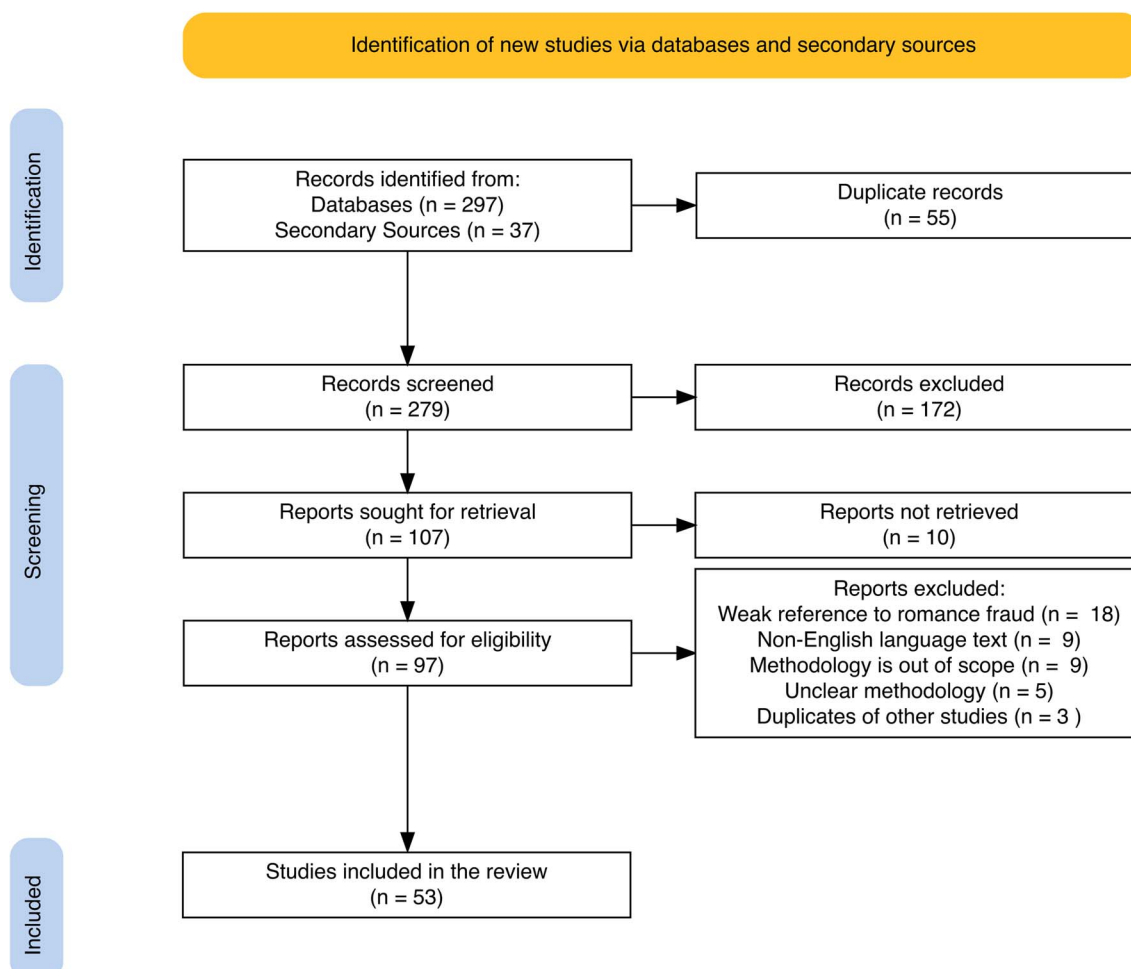 Identification of new studies via databases and secondary sources
Identification
Records identified from:
Databases (n = 297)
Secondary Sources (n = 37)
Duplicate records
(n = 55)
Screening
Records screened
(n = 279)
Records excluded
(n = 172)
Reports sought for retrieval
(n = 107)
Reports not retrieved
(n = 10)
Reports assessed for eligibility
(n = 97)
Reports excluded:
Weak reference to romance fraud (n =  18)
Non-English language text (n =  9)
Methodology is out of scope (n =  9)
Unclear methodology (n = 5)
Duplicates of other studies (n = 3 )
Included
Studies included in the review
(n = 53)